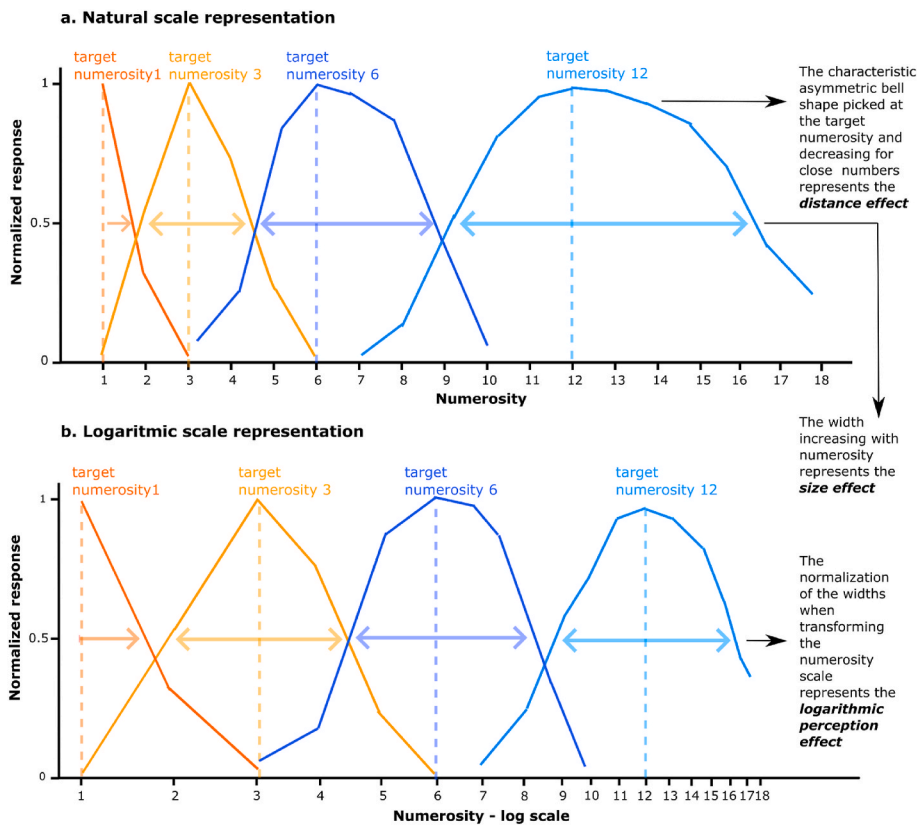 a. Natural scale representation
target
numerosity1
target
numerosity 3
target
numerosity 6
target
numerosity 12
Normalized response
1
0.5
0
1 2 3 4 5 6 7 8 9 10 11 12 13 14 15 16 17 18
Numerosity
The characteristic
asymmetric bell
shape picked at
the target
numerosity and
decreasing for
close numbers
represents the
distance effect
The width
increasing with
numerosity
represents the
size effect
b. Logaritmic scale representation
target
numerosity1
target
numerosity 3
target
numerosity 6
target
numerosity 12
Normalized response
1
0.5
0
1 2 3 4 5 6 7 8 9 10 11 12 13 14 15 16 17 18
Numerosity - log scale
The
normalization
of the widths
when
transforming
the
numerosity
scale
represents the
logarithmic
perception
effect